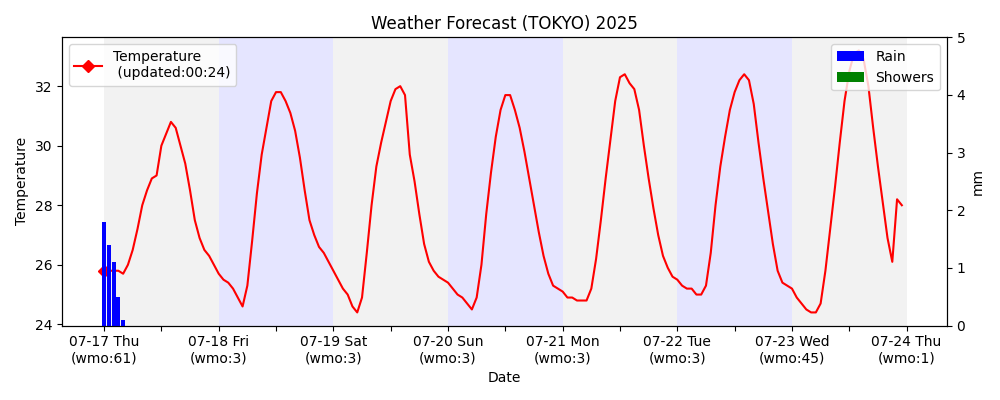 Weather Forecast (TOKYO) 2025
Temperature
(updated:00:24)
Rain
Showers
Temperature
32
30
28
26
24
5
4
3
2
1
0
mm
07-17 Thu
(wmo:61)
07-18 Fri
(wmo:3)
07-19 Sat
(wmo:3)
07-20 Sun
(wmo:3)
07-21 Mon
(wmo:3)
07-22 Tue
(wmo:3)
07-23 Wed
(wmo:45)
07-24 Thu
(wmo:1)
Date